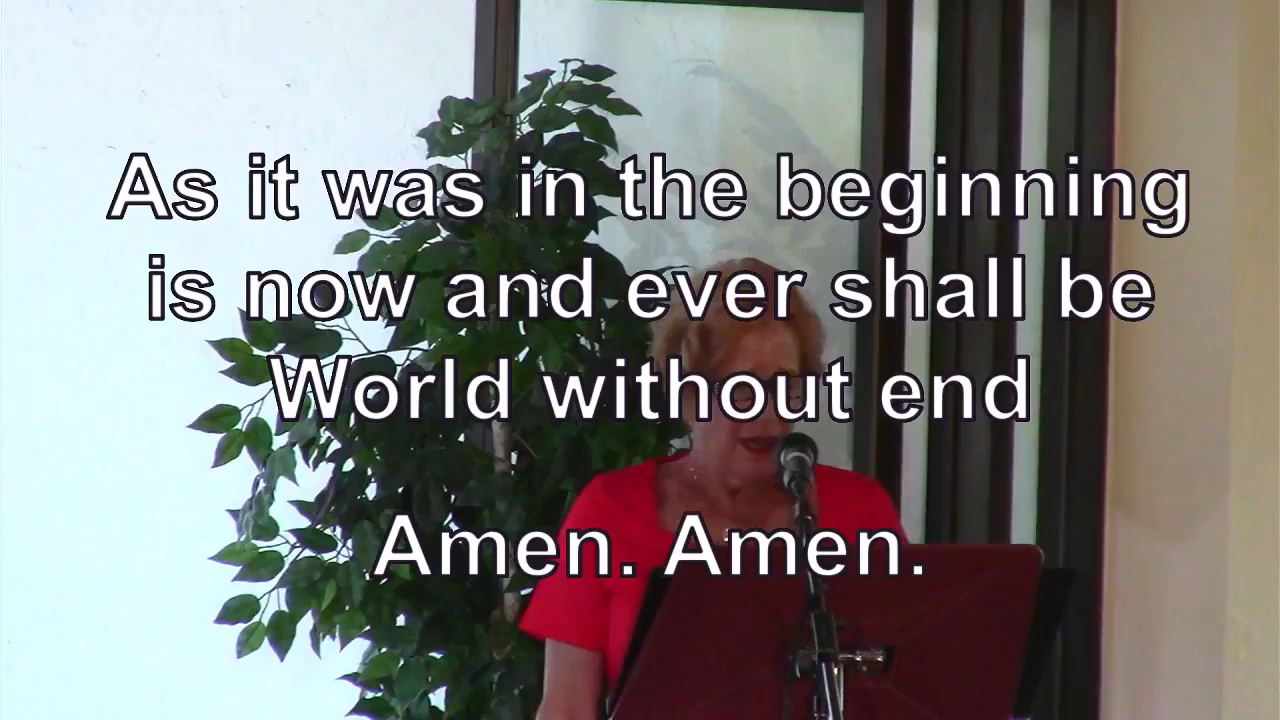 As it was in the beginning
is now and ever shall be
World without end
Amen. Amen.